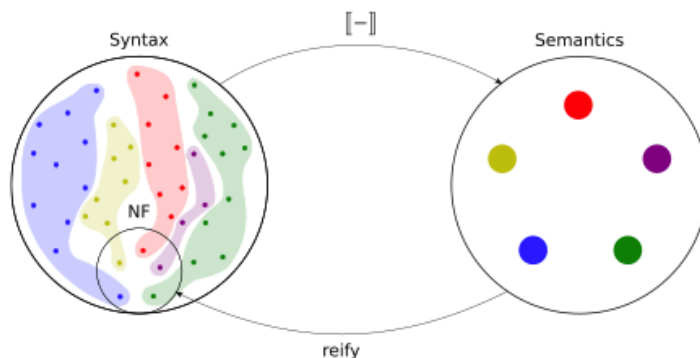 ⟦−⟧
Syntax
Semantics
NF
reify